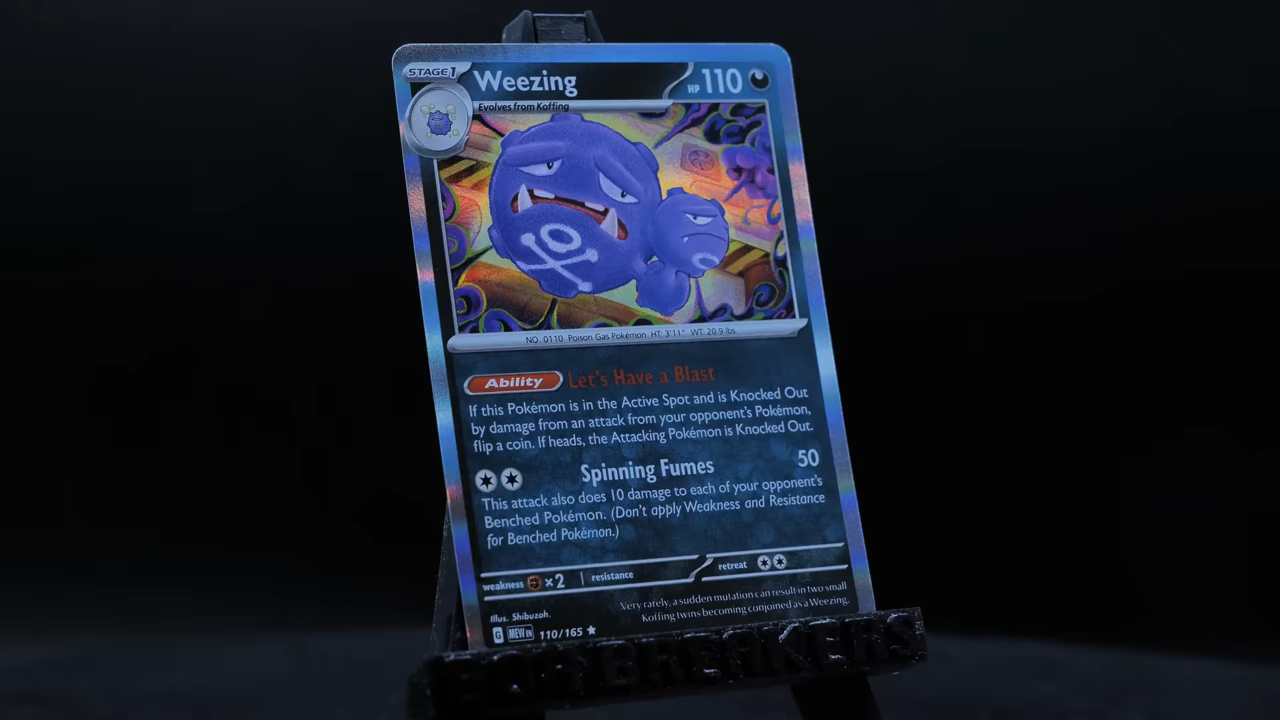 STAGE 1
Weezing
HP 110
Evolves from Koffing
NO. 0110 Poison Gas Pokémon HT: 3'11" WT: 20.9 lbs.
Ability Let's Have a Blast
If this Pokémon is in the Active Spot and is Knocked Out
by damage from an attack from your opponent's Pokémon,
flip a coin. If heads, the Attacking Pokémon is Knocked Out.
Spinning Fumes 50
This attack also does 10 damage to each of your opponent's
Benched Pokémon. (Don't apply Weakness and Resistance
for Benched Pokémon.)
weakness ×2 resistance retreat
Very rarely, a sudden mutation can result in two small
Koffing twins becoming conjoined as a Weezing.
Illus. Shibuzoh.
G MEW EN 110/165
BOXBREAKERS